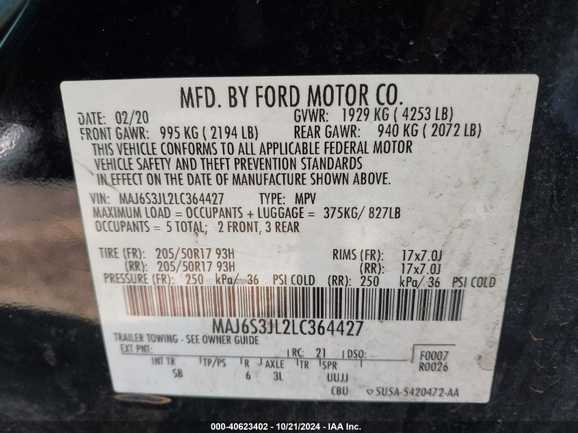 MFD. BY FORD MOTOR CO.
DATE: 02/20 GVWR: 1929 KG ( 4253 LB)
FRONT GAWR: 995 KG ( 2194 LB) REAR GAWR: 940 KG ( 2072 LB)
THIS VEHICLE CONFORMS TO ALL APPLICABLE FEDERAL MOTOR
VEHICLE SAFETY AND THEFT PREVENTION STANDARDS
IN EFFECT ON THE DATE OF MANUFACTURE SHOWN ABOVE.
VIN: MAJ6S3JL2LC364427 TYPE: MPV
MAXIMUM LOAD = OCCUPANTS + LUGGAGE = 375KG/ 827LB
OCCUPANTS = 5 TOTAL; 2 FRONT, 3 REAR
TIRE (FR): 205/50R17 93H RIMS (FR): 17x7.0J
(RR): 205/50R17 93H (RR): 17x7.0J
PRESSURE (FR): 250 kPa/ 36 PSI COLD (RR): 250 kPa/ 36 PSI COLD
MAJ6S3JL2LC364427
TRAILER TOWING - SEE OWNER GUIDE
EXT PNT: RC: 21 DSO: F0007
R0026
INT TR TP/PS R AXLE TR SPR
SB 6 3L UUJJ
CBU SU5A-5420472-AA
000-40623402 - 10/21/2024 - IAAI.COM